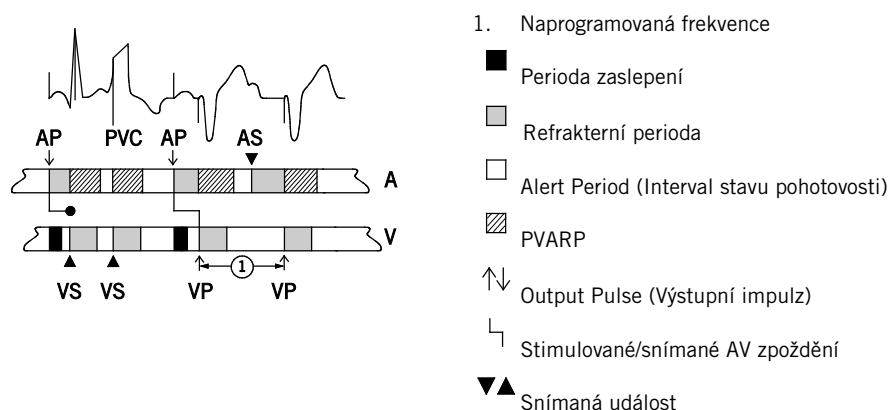 AP PVC AP AS
A
V
1
VS VS VP VP
1. Naprogramovaná frekvence
Perioda zaslepení
Refrakterní perioda
Alert Period (Interval stavu pohotovosti)
PVARP
Output Pulse (Výstupní impulz)
Stimulované/snímané AV zpoždění
Snímaná událost